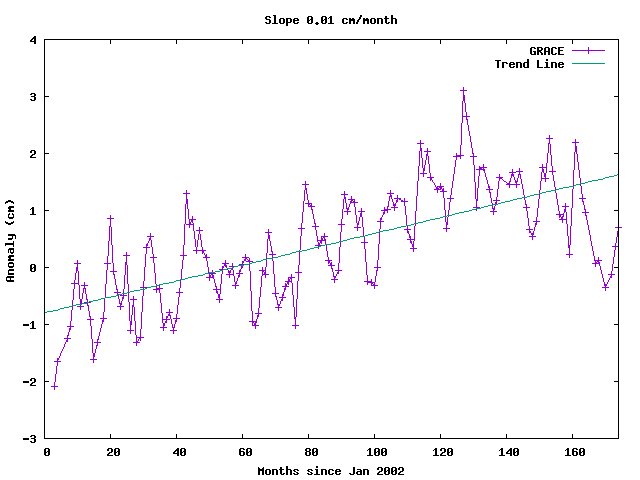 Slope 0.01 cm/month
GRACE
Trend Line
4
3
2
1
0
-1
-2
-3
Anomaly (cm)
0 20 40 60 80 100 120 140 160
Months since Jan 2002